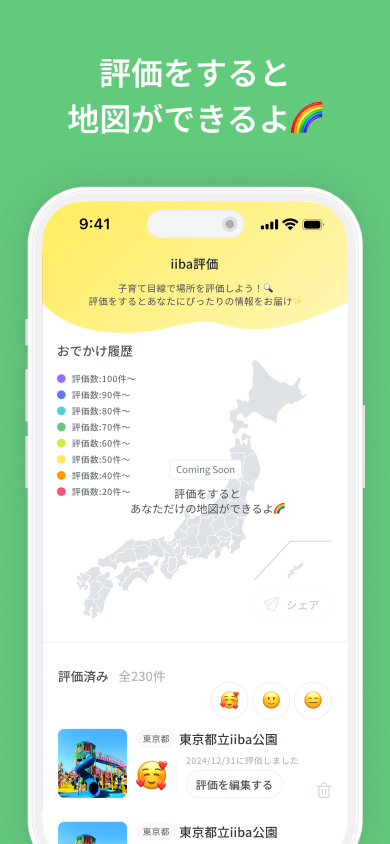 評価をすると
地図ができるよ🌈
9:41
iiba評価
子育て目線で場所を評価しよう！🔍
評価をするとあなたにぴったりの情報をお届け✨
おでかけ履歴
評価数:100件〜
評価数:90件〜
評価数:80件〜
評価数:70件〜
評価数:60件〜
評価数:50件〜
評価数:40件〜
評価数:20件〜
Coming Soon
評価をすると
あなただけの地図ができるよ🌈
シェア
評価済み 全230件
東京都 東京都立iiba公園
2024/12/31に評価しました
評価を編集する
東京都 東京都立iiba公園